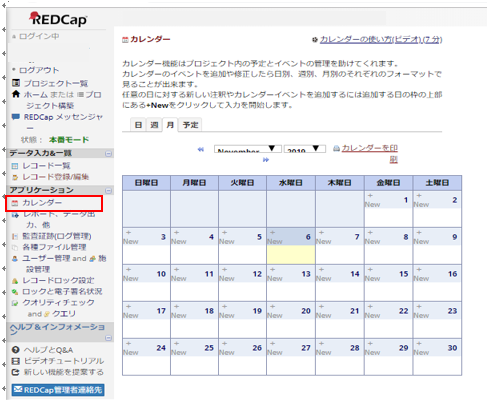 REDCap
ログイン中
ログアウト
プロジェクト一覧
ホーム または プロ
ジェクト構築
REDCap メッセンジャ
ー
状態： 本番モード
データ入力&一覧
レコード一覧
レコード登録/編集
アプリケーション
カレンダー
レポート、データ出
力、他
監査証跡(ログ管理)
各種ファイル管理
ユーザー管理 and 施
設管理
レコードロック設定
ロックと電子署名状況
クオリティチェック
and クエリ
ヘルプ＆インフォメーショ
ン
ヘルプとQ&A
ビデオチュートリアル
新しい機能を提案する
REDCap管理者連絡先
カレンダー
カレンダーの使い方(ビデオ)(7 分)
カレンダー機能はプロジェクト内の予定とイベントの管理を助けてくれます。
カレンダーのイベントを追加や修正したら日別、週別、月別のそれぞれのフォーマットで
見ることが出来ます。
任意の日に対する新しい注釈やカレンダーイベントを追加するには追加する日の枠の上部
にある+Newをクリックして入力を開始します。
日 週 月 予定
November 2019 カレンダーを印
刷
日曜日 月曜日 火曜日 水曜日 木曜日 金曜日 土曜日
+ New 1 + New 2
+ New 3 + New 4 + New 5 + New 6 + New 7 + New 8 + New 9
+ New 10 + New 11 + New 12 + New 13 + New 14 + New 15 + New 16
+ New 17 + New 18 + New 19 + New 20 + New 21 + New 22 + New 23
+ New 24 + New 25 + New 26 + New 27 + New 28 + New 29 + New 30